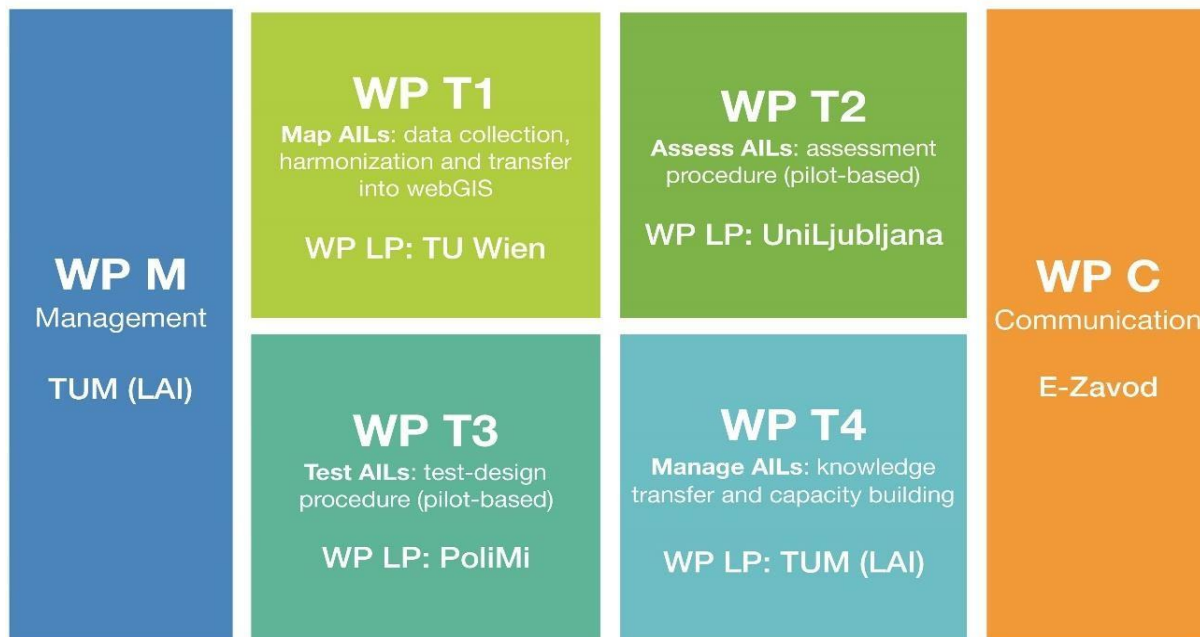 WP M
Management
TUM (LAI)
WP T1
Map AILs: data collection,
harmonization and transfer
into webGIS
WP LP: TU Wien
WP T2
Assess AILs: assessment
procedure (pilot-based)
WP LP: UniLjubljana
WP T3
Test AILs: test-design
procedure (pilot-based)
WP LP: PoliMi
WP T4
Manage AILs: knowledge
transfer and capacity building
WP LP: TUM (LAI)
WP C
Communication
E-Zavod